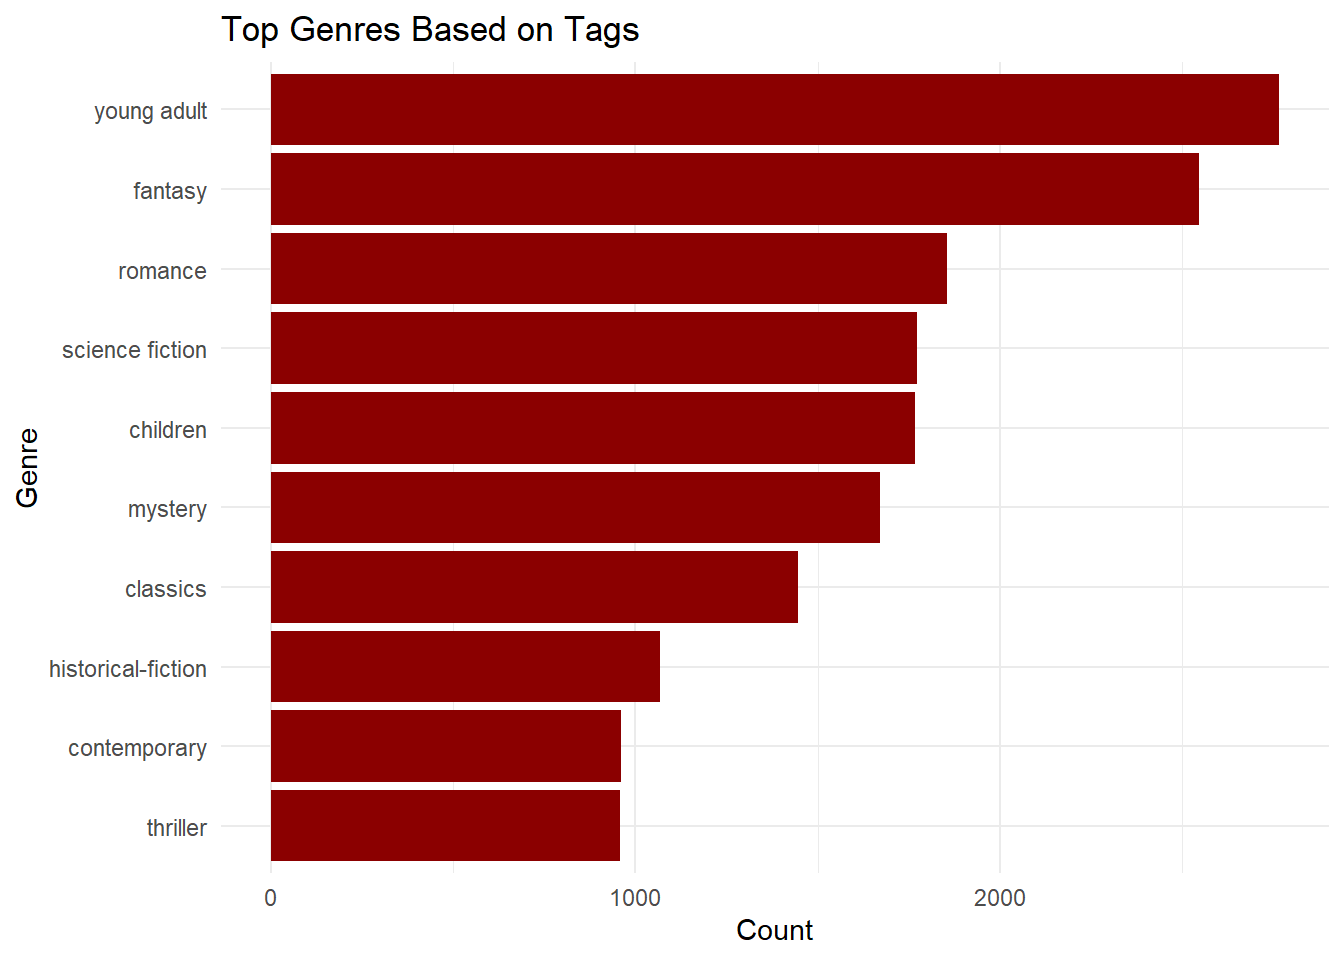 Top Genres Based on Tags
young adult
fantasy
romance
science fiction
children
mystery
classics
historical-fiction
contemporary
thriller
Genre
0 1000 2000
Count